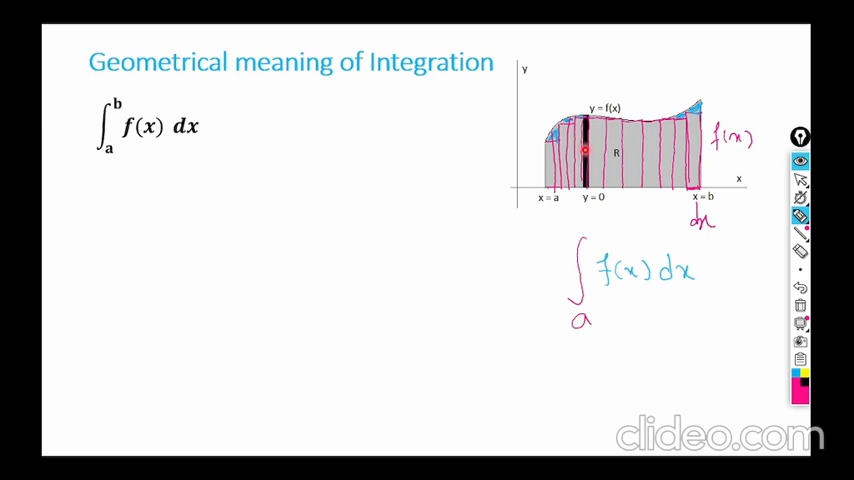 Geometrical meaning of Integration
∫ₐᵇ f(x) dx
y
y = f(x)
f(x)
R
x
x = a y = 0 x = b
dx
∫ₐ f(x) dx
clideo.com